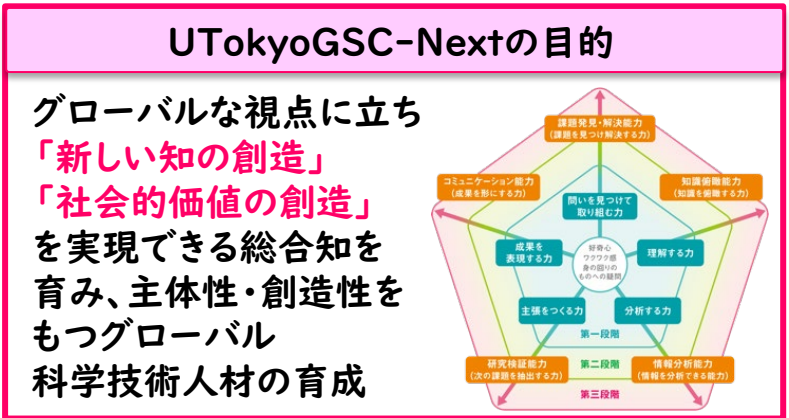 UTokyoGSC-Nextの目的
グローバルな視点に立ち
「新しい知の創造」
「社会的価値の創造」
を実現できる総合知を
育み、主体性・創造性を
もつグローバル
科学技術人材の育成
課題発見・解決能力
(課題を見つけ解決する力)
コミュニケーション能力
(成果を形にする力)
知識俯瞰能力
(知識を俯瞰する力)
問いを見つけて
取り組む力
成果を
表現する力
好奇心
ワクワク感
身の回りの
ものへの疑問
理解する力
主張をつくる力
分析する力
第一段階
研究検証能力
(次の課題を抽出する力)
第二段階
情報分析能力
(情報を分析できる能力)
第三段階